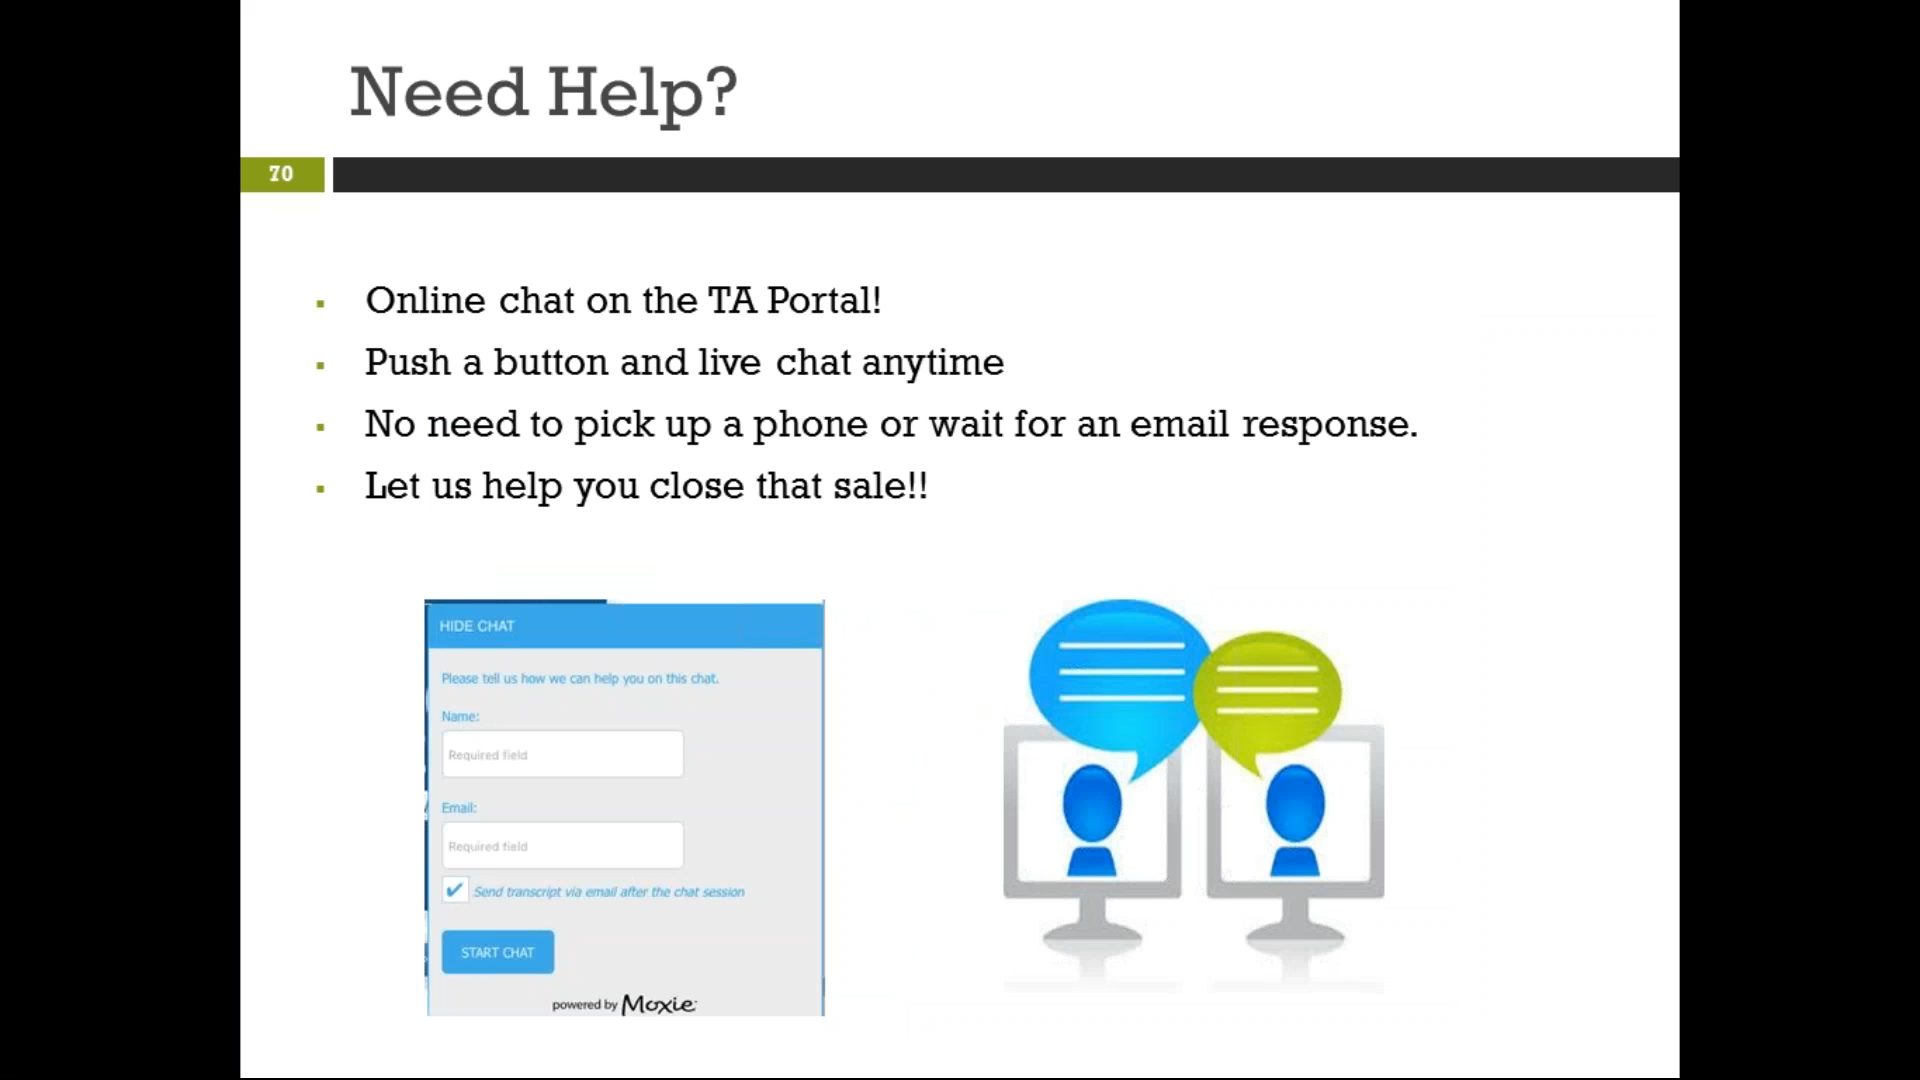 Need Help?
70
Online chat on the TA Portal!
Push a button and live chat anytime
No need to pick up a phone or wait for an email response.
Let us help you close that sale!!
HIDE CHAT
Please tell us how we can help you on this chat.
Name:
Required field
Email:
Required field
Send transcript via email after the chat session
START CHAT
powered by Moxie